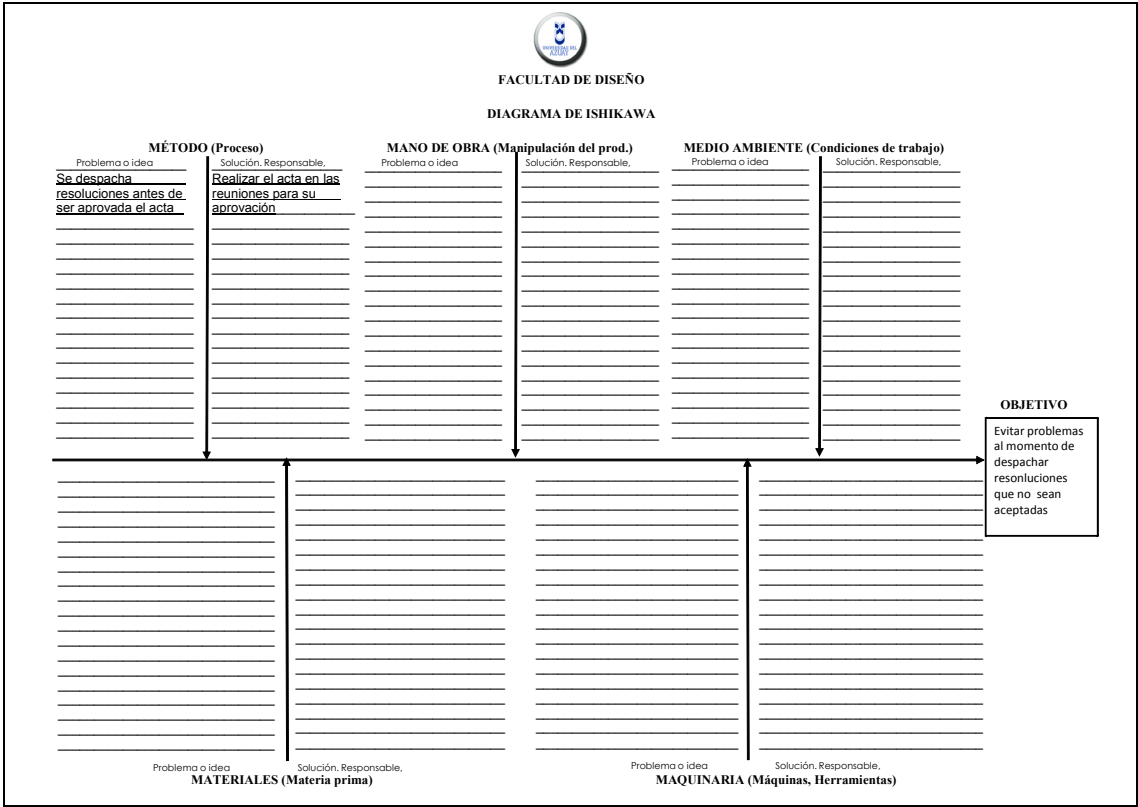 UNIVERSIDAD DEL
AZUAY
FACULTAD DE DISEÑO
DIAGRAMA DE ISHIKAWA
MÉTODO (Proceso)
Problema o idea
Solución. Responsable,
Se despacha
resoluciones antes de
ser aprovada el acta
Realizar el acta en las
reuniones para su
aprovación
MANO DE OBRA (Manipulación del prod.)
Problema o idea
Solución. Responsable,
MEDIO AMBIENTE (Condiciones de trabajo)
Problema o idea
Solución. Responsable,
OBJETIVO
Evitar problemas
al momento de
despachar
resonluciones
que no sean
aceptadas
Problema o idea
Solución. Responsable,
MATERIALES (Materia prima)
Problema o idea
Solución. Responsable,
MAQUINARIA (Máquinas, Herramientas)